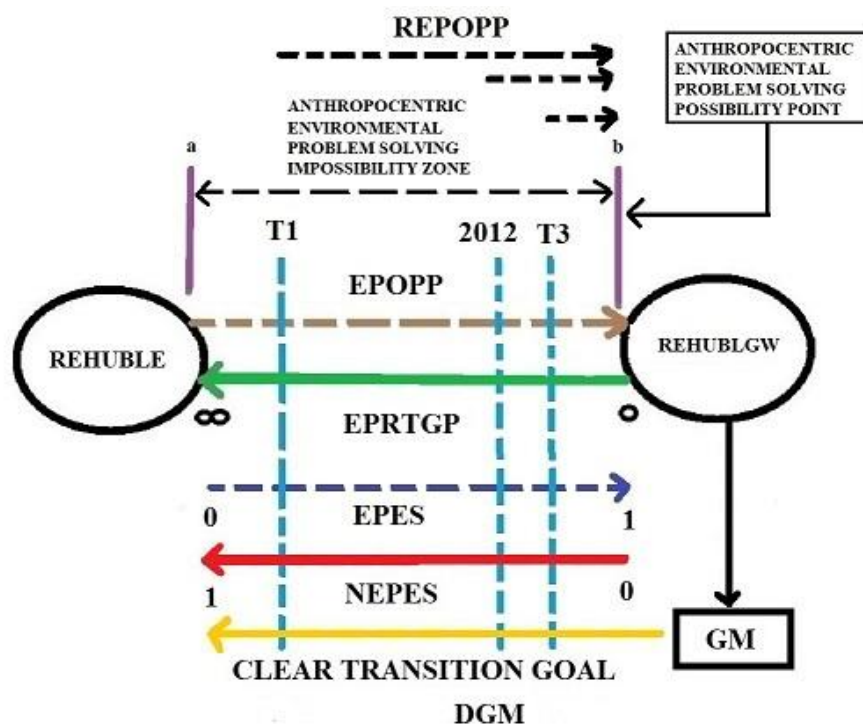 REPOPP
ANTHROPOCENTRIC
ENVIRONMENTAL
PROBLEM SOLVING
POSSIBILITY POINT
ANTHROPOCENTRIC
ENVIRONMENTAL
PROBLEM SOLVING
IMPOSSIBILITY ZONE
a
b
T1
2012
T3
EPOPP
REHUBLE
REHUBLGW
∞
0
EPRTGP
0
EPES
1
1
NEPES
0
GM
CLEAR TRANSITION GOAL
DGM